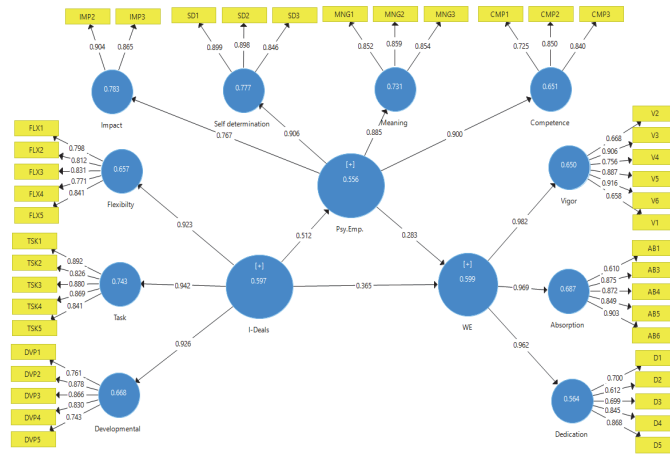 IMP2 IMP3 SD1 SD2 SD3 MNG1 MNG2 MNG3 CMP1 CMP2 CMP3
0.904 0.865 0.899 0.898 0.846 0.852 0.859 0.854 0.725 0.850 0.840
0.783 0.777 0.731 0.651
Impact Self determination Meaning Competence
0.767 0.906 0.885 0.900
FLX1
FLX2
FLX3
FLX4
FLX5
0.798
0.812
0.831
0.771
0.841
0.657
Flexibilty
0.923
[+]
0.556
Psy.Emp.
0.512
0.283
V2
V3
V4
V5
V6
V1
0.668
0.906
0.756
0.887
0.916
0.658
0.650
Vigor
0.982
TSK1
TSK2
TSK3
TSK4
TSK5
0.892
0.826
0.880
0.869
0.841
0.743
Task
0.942
[+]
0.597
I-Deals
0.365
[+]
0.599
WE
0.969
AB1
AB3
AB4
AB5
AB6
0.610
0.875
0.872
0.849
0.903
0.687
Absorption
DVP1
DVP2
DVP3
DVP4
DVP5
0.761
0.878
0.866
0.830
0.743
0.668
Developmental
0.926
0.962
D1
D2
D3
D4
D5
0.700
0.612
0.699
0.845
0.868
0.564
Dedication